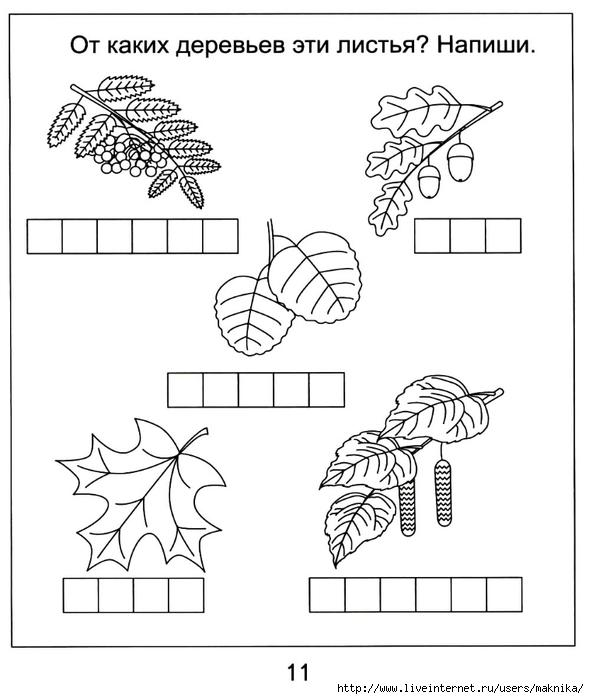 От каких деревьев эти листья? Напиши.
11
http://www.liveinternet.ru/users/maknika/